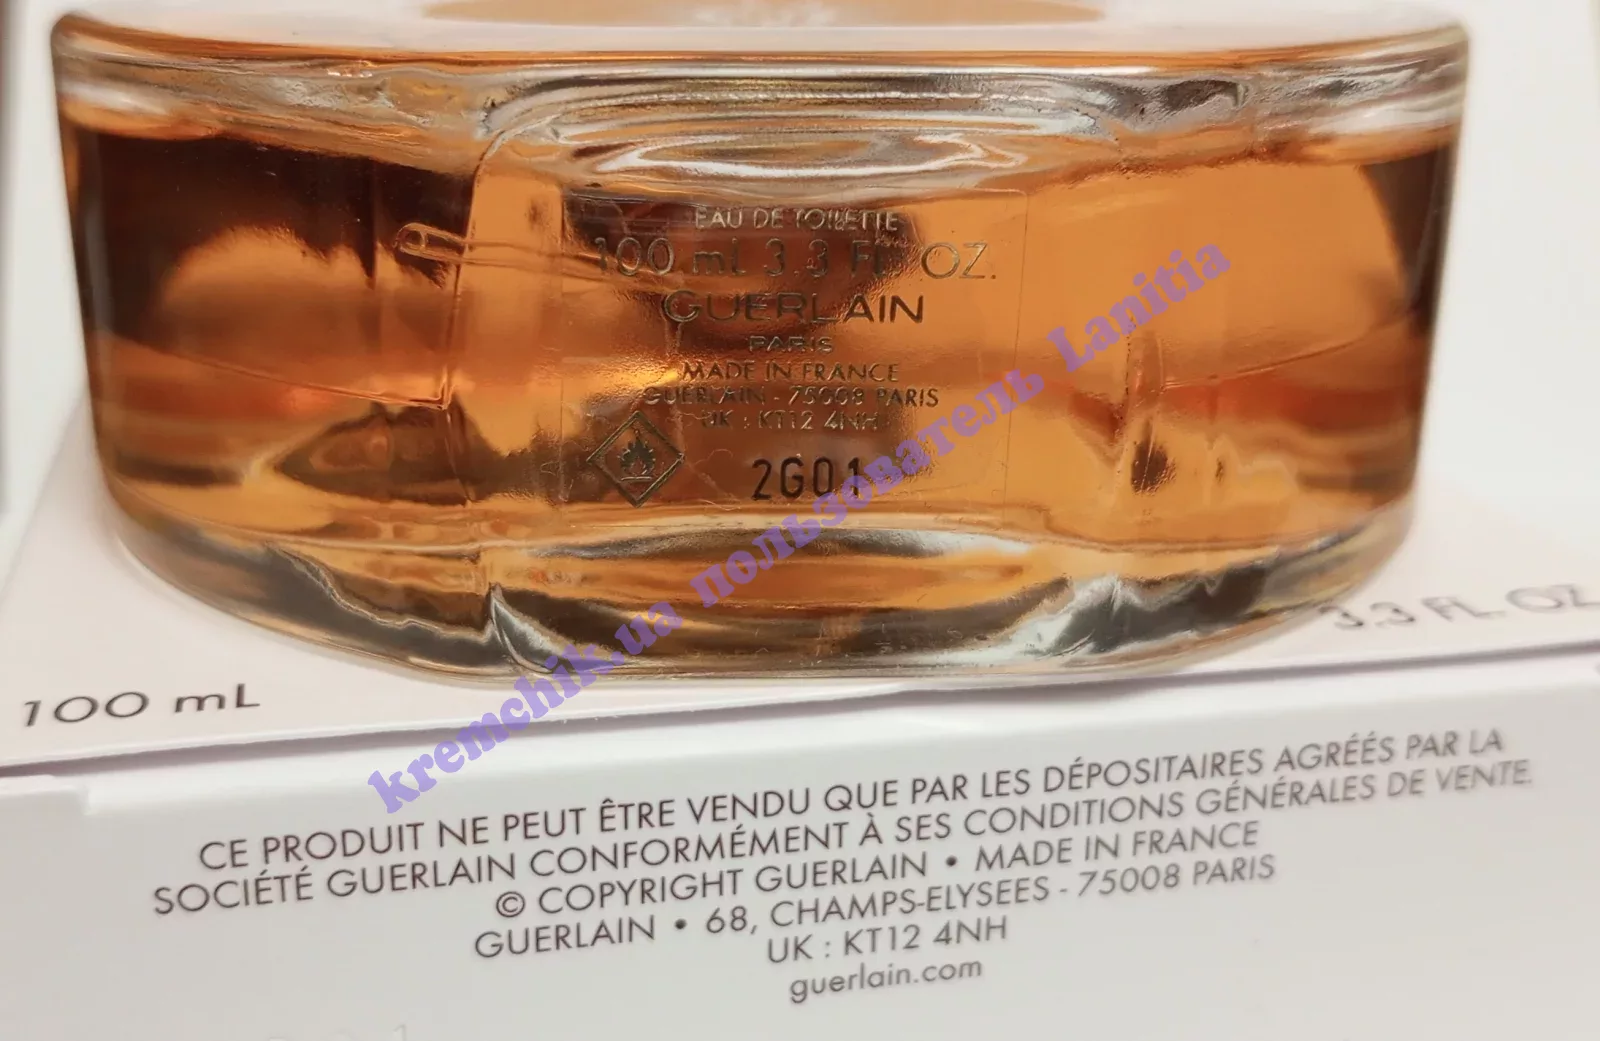 EAU DE TOILETTE
100 mL 3.3 FL. OZ.
GUERLAIN
PARIS
MADE IN FRANCE
GUERLAIN - 75008 PARIS
UK : KT12 4NH
2G01
kremchik.ua пользователь Lanitia
100 mL
3.3 FL. OZ.
CE PRODUIT NE PEUT ÊTRE VENDU QUE PAR LES DÉPOSITAIRES AGRÉÉS PAR LA
SOCIÉTÉ GUERLAIN CONFORMÉMENT À SES CONDITIONS GÉNÉRALES DE VENTE.
© COPYRIGHT GUERLAIN • MADE IN FRANCE
GUERLAIN • 68, CHAMPS-ELYSEES - 75008 PARIS
UK : KT12 4NH
guerlain.com